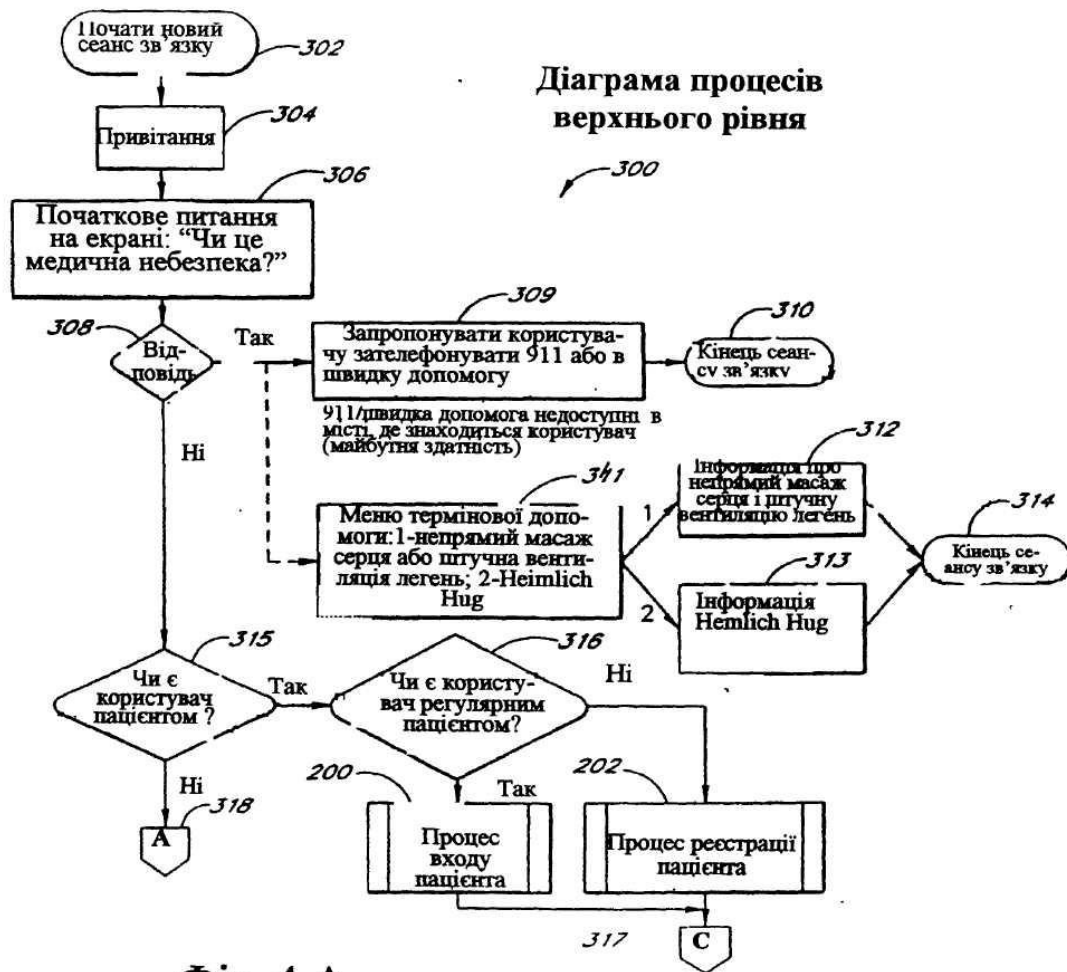 Почати новий
сеанс зв'язку
302
Діаграма процесів
верхнього рівня
304
Привітання
300
306
Початкове питання
на екрані: “Чи це
медична небезпека?”
308
Від-
повідь
Так
309
Запропонувати користува-
чу зателефонувати 911 або в
швидку допомогу
310
Кінець сеан-
су зв'язку
911/швидка допомога недоступні в
місті, де знаходиться користувач
(майбутня здатність)
Ні
341
Меню термінової допо-
моги:1-непрямий масаж
серця або штучна венти-
ляція легень; 2-Heimlich
Hug
1
2
312
Інформація про
непрямий масаж
серця і штучну
вентиляцію легень
313
Інформація
Hemlich Hug
314
Кінець се-
ансу зв'язку
315
Чи є
користувач
пацієнтом ?
Так
316
Чи є користу-
вач регулярним
пацієнтом?
Ні
Ні
318
A
200
Так
Процес
входу
пацієнта
202
Процес реєстрації
пацієнта
317
C